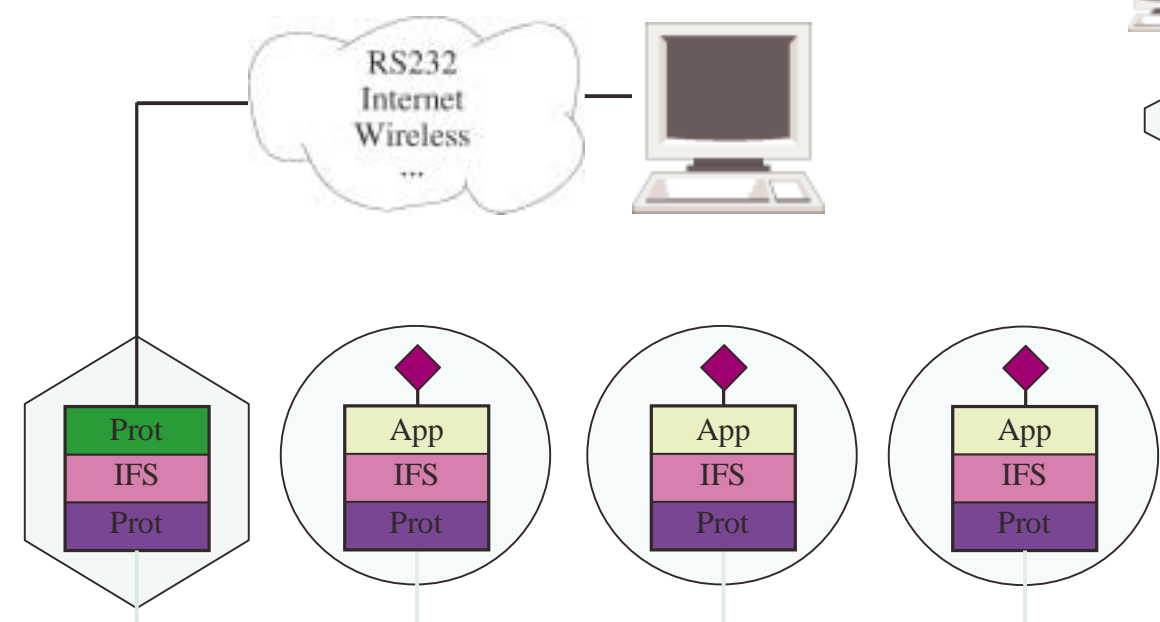 RS232
Internet
Wireless
...
Prot
IFS
Prot
App
IFS
Prot
App
IFS
Prot
App
IFS
Prot